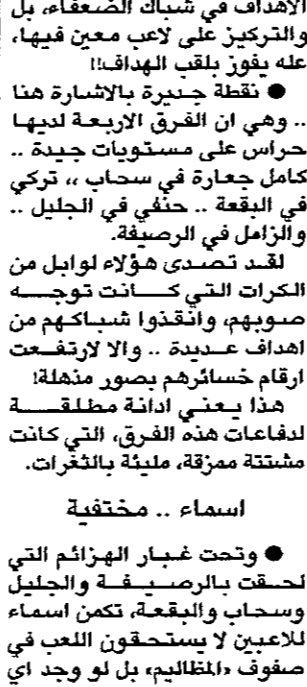 الاهداف في شباك الضعفاء، بل
والتركيز على لاعب معين فيها،
عله يفوز بلقب الهداف!!
● نقطة جديرة بالاشارة هنا
.. وهي ان الفرق الاربعة لديها
حراس على مستويات جيدة ..
كامل جعارة في سحاب ،، تركي
في البقعة .. حنفي في الجليل ..
والزامل في الرصيفة.
لقد تصدى هؤلاء لوابل من
الكرات التي كانت توجه
صوبهم، وانقذوا شباكهم من
اهداف عديدة .. والا لارتفعت
ارقام خسائرهم بصور مذهلة!
هذا يعني ادانة مطلقة
لدفاعات هذه الفرق، التي كانت
مشتتة ممزقة، مليئة بالثغرات.
اسماء .. مختفية
● وتحت غبار الهزائم التي
لحقت بالرصيفة والجليل
وسحاب والبقعة، تكمن اسماء
للاعبين لا يستحقون اللعب في
صفوف «المظاليم» بل لو وجد اي